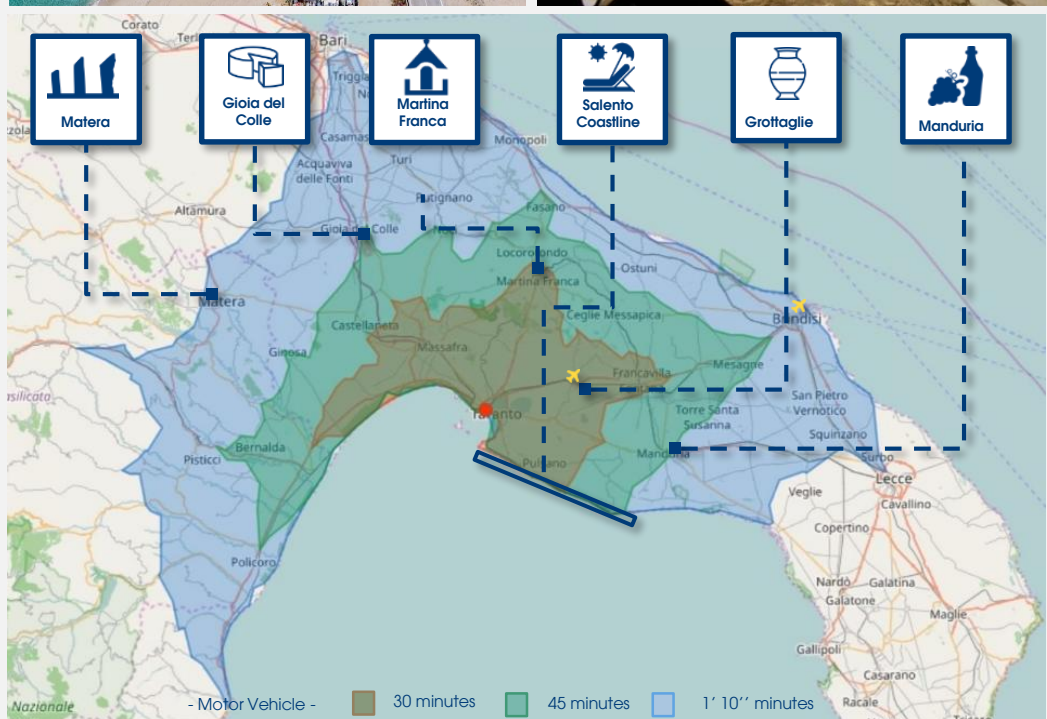 Corato
Bari
Matera
Gioia del
Colle
Martina
Franca
Salento
Coastline
Grottaglie
Manduria
Triggia
Casamas
Monopoli
Acquaviva
delle Fonti
Turi
Putignano
Altamura
Fasano
Gioia del Colle
Locorotondo
Ostuni
Martina Franca
Matera
Ceglie Messapica
Brindisi
Castellaneta
Massafra
Ginosa
Mesagne
Francavilla
Fontana
San Pietro
Vernotico
Taranto
Torre Santa
Susanna
Squinzano
Bernalda
Pisticci
Manduria
Pulsano
Surbo
Lecce
Veglie
Cavallino
Copertino
Policoro
Nardò
Galatina
Galatone
Maglie
Gallipoli
Casarano
Racale
Nazionale
- Motor Vehicle -
30 minutes
45 minutes
1' 10'' minutes